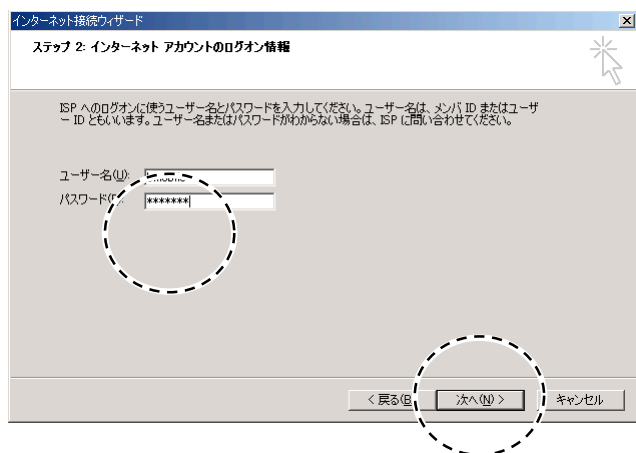 インターネット接続ウィザード
ステップ 2: インターネット アカウントのログオン情報
ISP へのログオンに使うユーザー名とパスワードを入力してください。ユーザー名は、メンバ ID またはユーザ
ー ID ともいいます。ユーザー名またはパスワードがわからない場合は、ISP に問い合わせてください。
ユーザー名(U):
パスワード(P):
*******
< 戻る(B) 次へ(N) > キャンセル